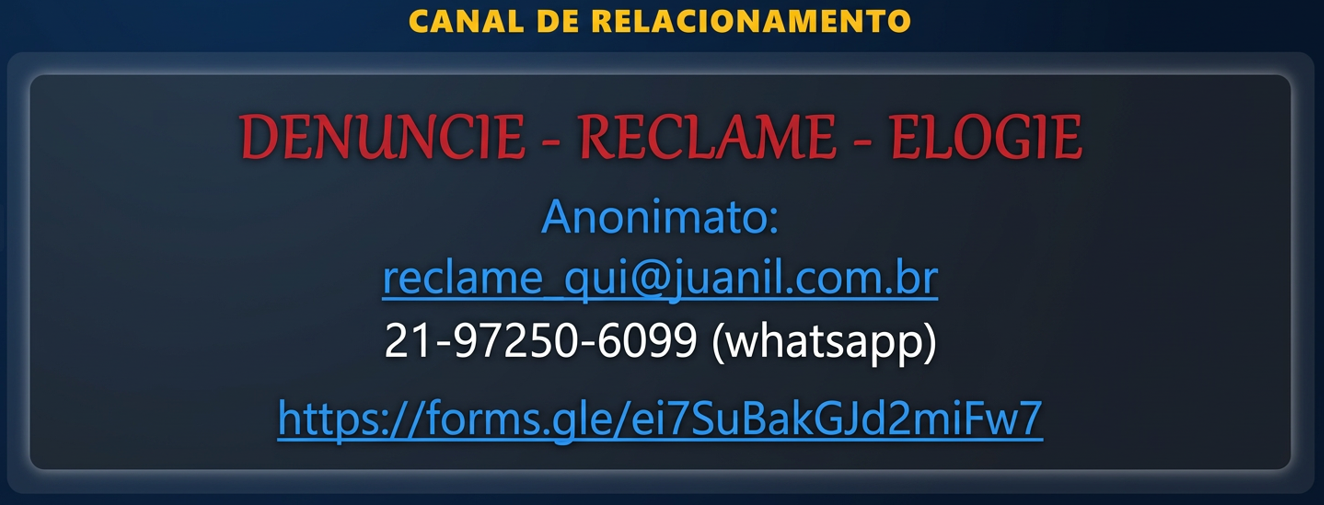 CANAL DE RELACIONAMENTO
DENUNCIE - RECLAME - ELOGIE
Anonimato:
reclame_qui@juanil.com.br
21-97250-6099 (whatsapp)
https://forms.gle/ei7SuBakGJd2miFw7